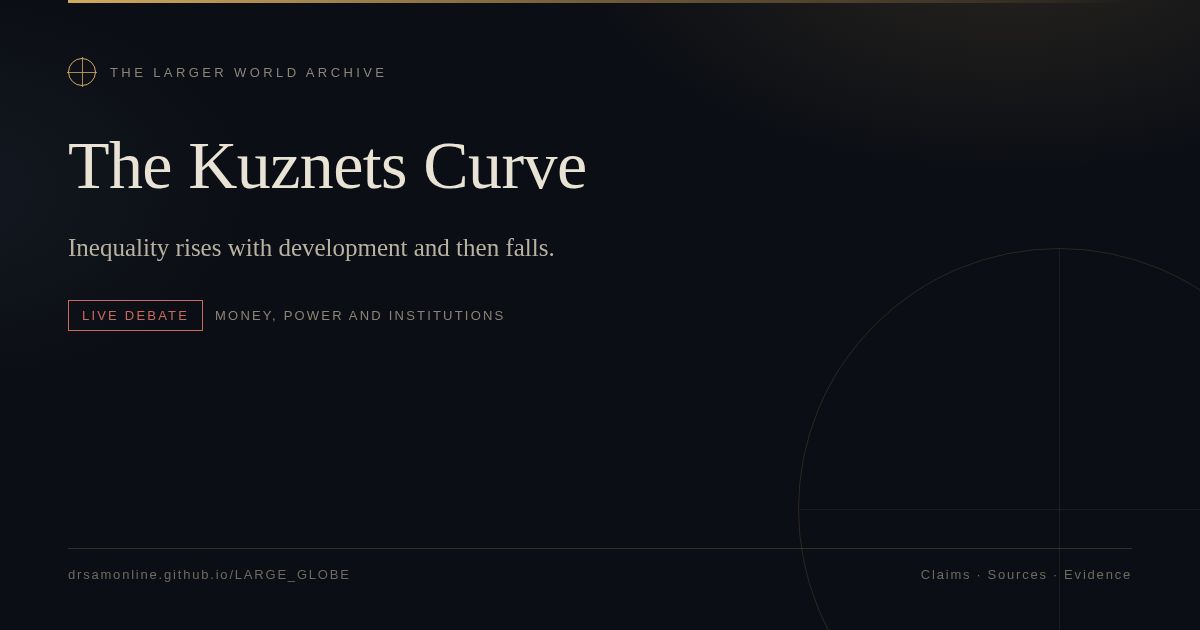 THE LARGER WORLD ARCHIVE
The Kuznets Curve
Inequality rises with development and then falls.
LIVE DEBATE MONEY, POWER AND INSTITUTIONS
drsamonline.github.io/LARGE_GLOBE Claims · Sources · Evidence